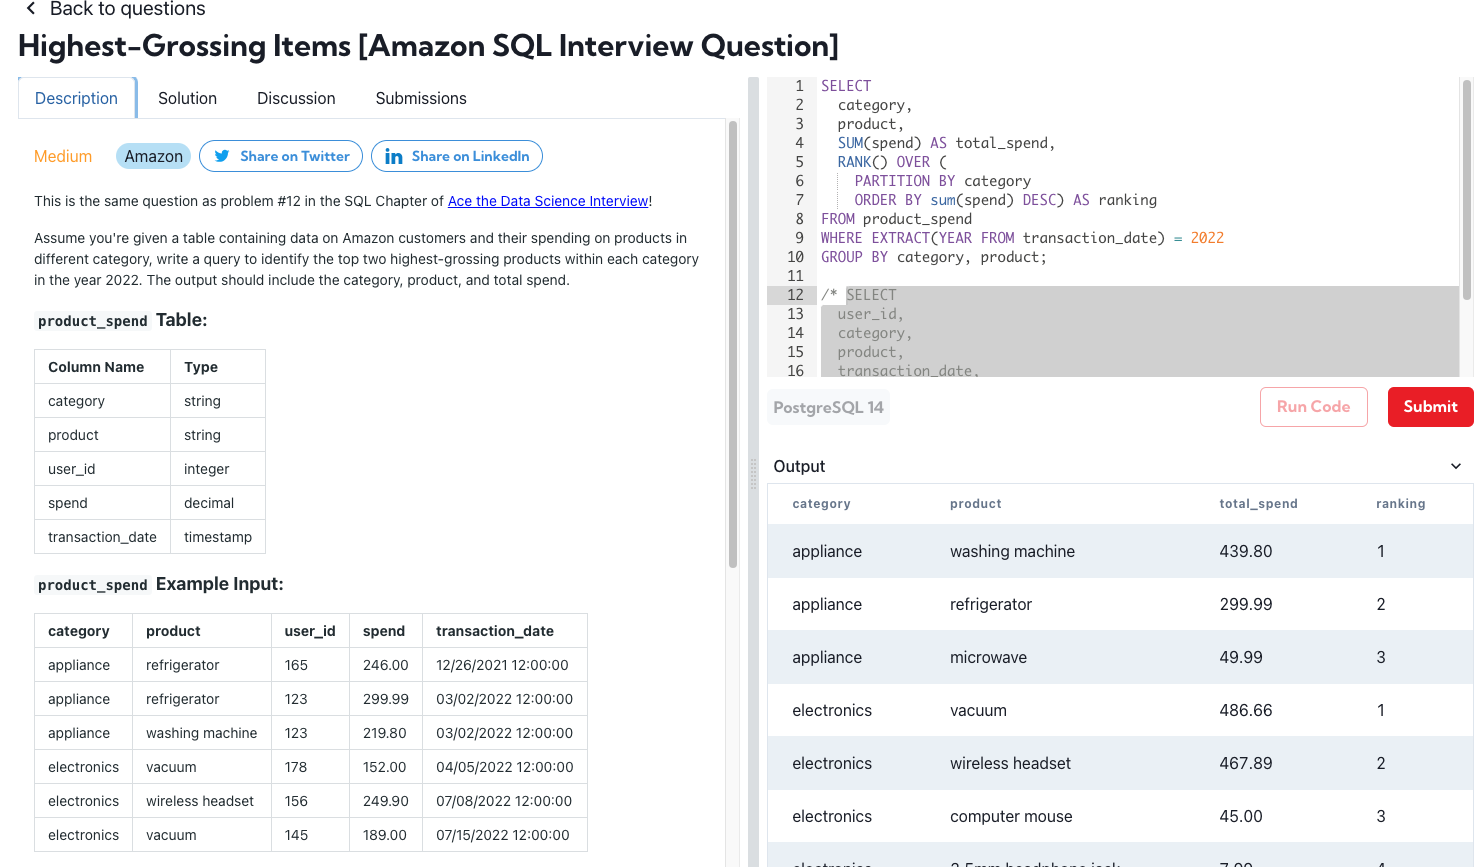 Back to questions
Highest-Grossing Items [Amazon SQL Interview Question]
Description Solution Discussion Submissions
Medium Amazon Share on Twitter Share on LinkedIn
This is the same question as problem #12 in the SQL Chapter of Ace the Data Science Interview!
Assume you're given a table containing data on Amazon customers and their spending on products in
different category, write a query to identify the top two highest-grossing products within each category
in the year 2022. The output should include the category, product, and total spend.
product_spend Table:
Column Name Type
category string
product string
user_id integer
spend decimal
transaction_date timestamp
product_spend Example Input:
category product user_id spend transaction_date
appliance refrigerator 165 246.00 12/26/2021 12:00:00
appliance refrigerator 123 299.99 03/02/2022 12:00:00
appliance washing machine 123 219.80 03/02/2022 12:00:00
electronics vacuum 178 152.00 04/05/2022 12:00:00
electronics wireless headset 156 249.90 07/08/2022 12:00:00
electronics vacuum 145 189.00 07/15/2022 12:00:00
1 SELECT
2 category,
3 product,
4 SUM(spend) AS total_spend,
5 RANK() OVER (
6 PARTITION BY category
7 ORDER BY sum(spend) DESC) AS ranking
8 FROM product_spend
9 WHERE EXTRACT(YEAR FROM transaction_date) = 2022
10 GROUP BY category, product;
11
12 /* SELECT
13 user_id,
14 category,
15 product,
16 transaction_date,
PostgreSQL 14 Run Code Submit
Output
category product total_spend ranking
appliance washing machine 439.80 1
appliance refrigerator 299.99 2
appliance microwave 49.99 3
electronics vacuum 486.66 1
electronics wireless headset 467.89 2
electronics computer mouse 45.00 3
electronics 3.5mm headphone jack 7.99 4